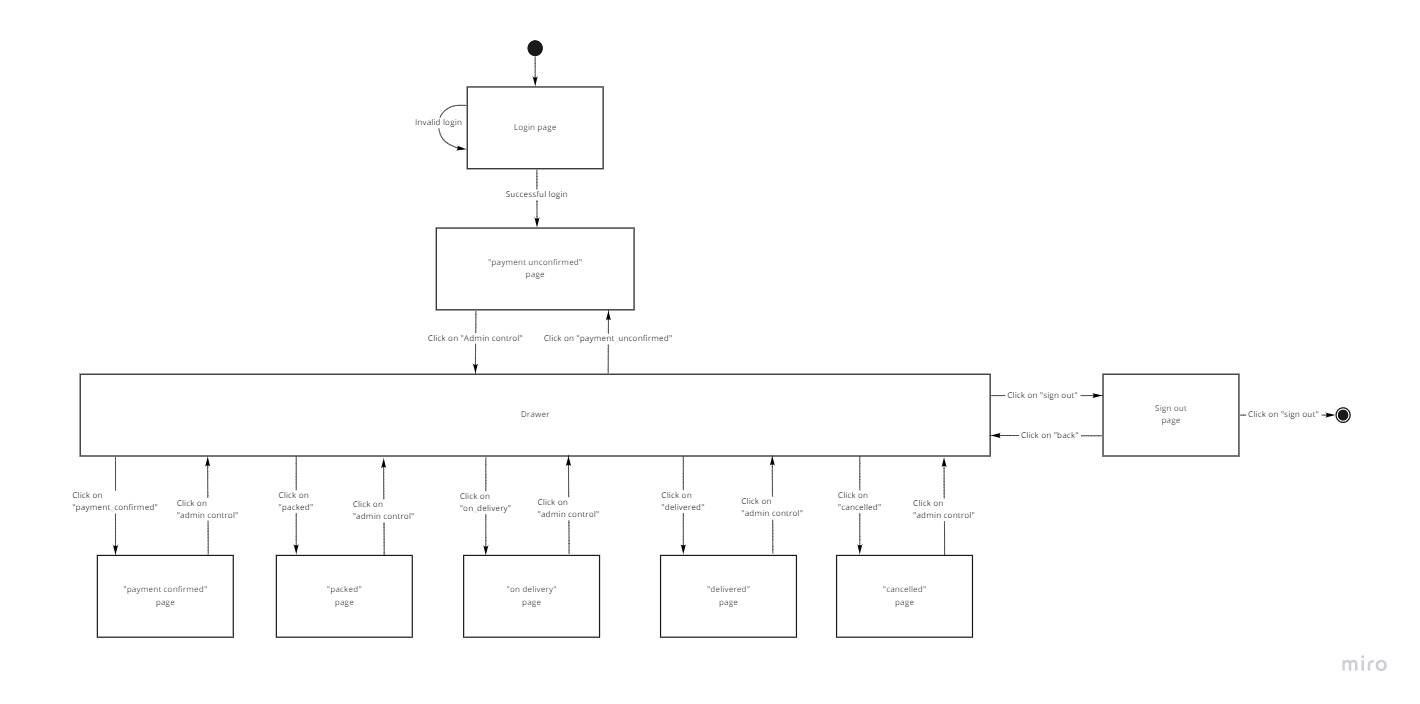 Invalid login
Login page
Successful login
"payment unconfirmed"
page
Click on "Admin control"
Click on "payment_unconfirmed"
Drawer
Click on "sign out"
Click on "back"
Sign out
page
Click on "sign out"
Click on
"payment_confirmed"
Click on
"admin control"
Click on
"packed"
Click on
"admin control"
Click on
"on_delivery"
Click on
"admin control"
Click on
"delivered"
Click on
"admin control"
Click on
"cancelled"
Click on
"admin control"
"payment confirmed"
page
"packed"
page
"on delivery"
page
"delivered"
page
"cancelled"
page
miro